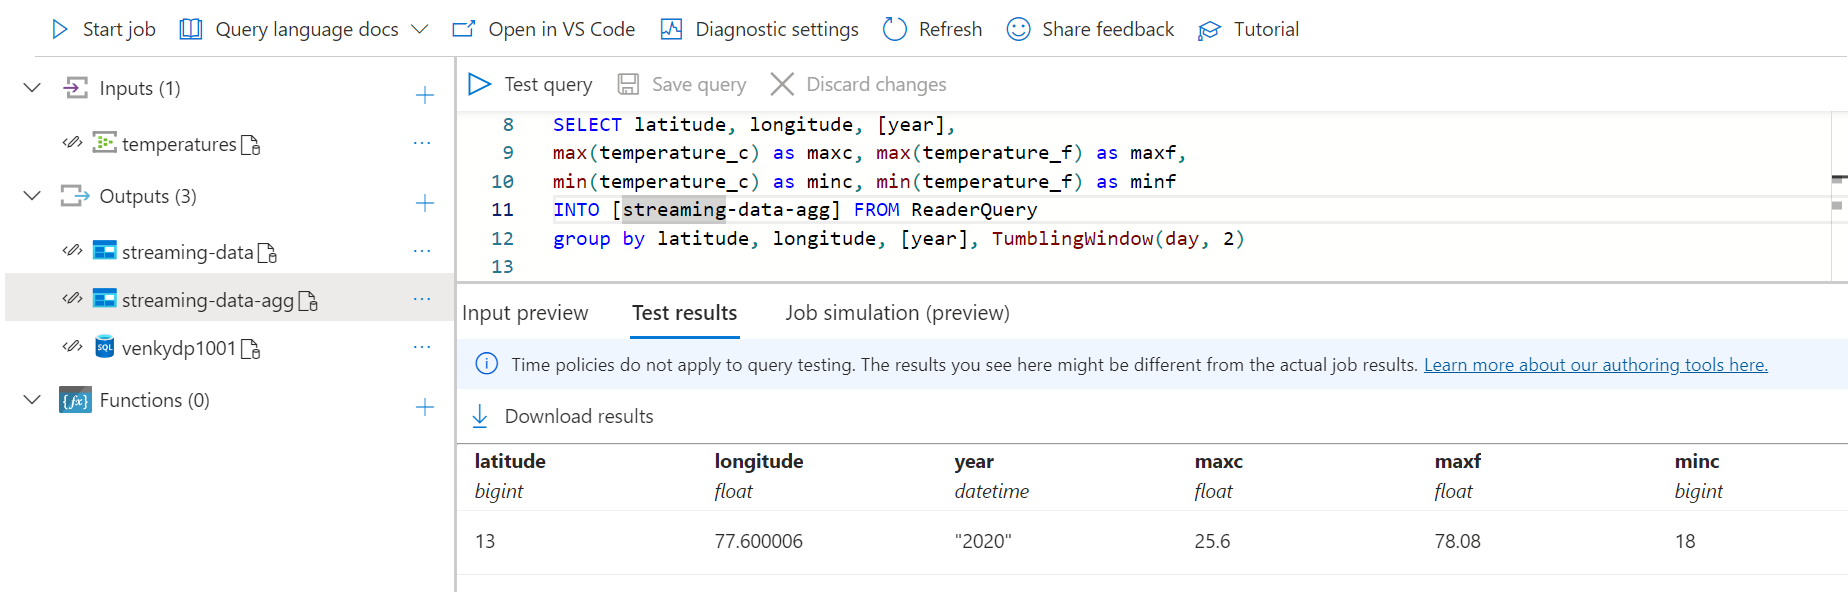 Start job Query language docs Open in VS Code Diagnostic settings Refresh Share feedback Tutorial
Inputs (1)
temperatures
Outputs (3)
streaming-data
streaming-data-agg
SQL venkydp1001
{fx} Functions (0)
Test query Save query Discard changes
8 SELECT latitude, longitude, [year],
9 max(temperature_c) as maxc, max(temperature_f) as maxf,
10 min(temperature_c) as minc, min(temperature_f) as minf
11 INTO [streaming-data-agg] FROM ReaderQuery
12 group by latitude, longitude, [year], TumblingWindow(day, 2)
13
Input preview Test results Job simulation (preview)
Time policies do not apply to query testing. The results you see here might be different from the actual job results. Learn more about our authoring tools here.
Download results
latitude longitude year maxc maxf minc
bigint float datetime float float bigint
13 77.600006 "2020" 25.6 78.08 18